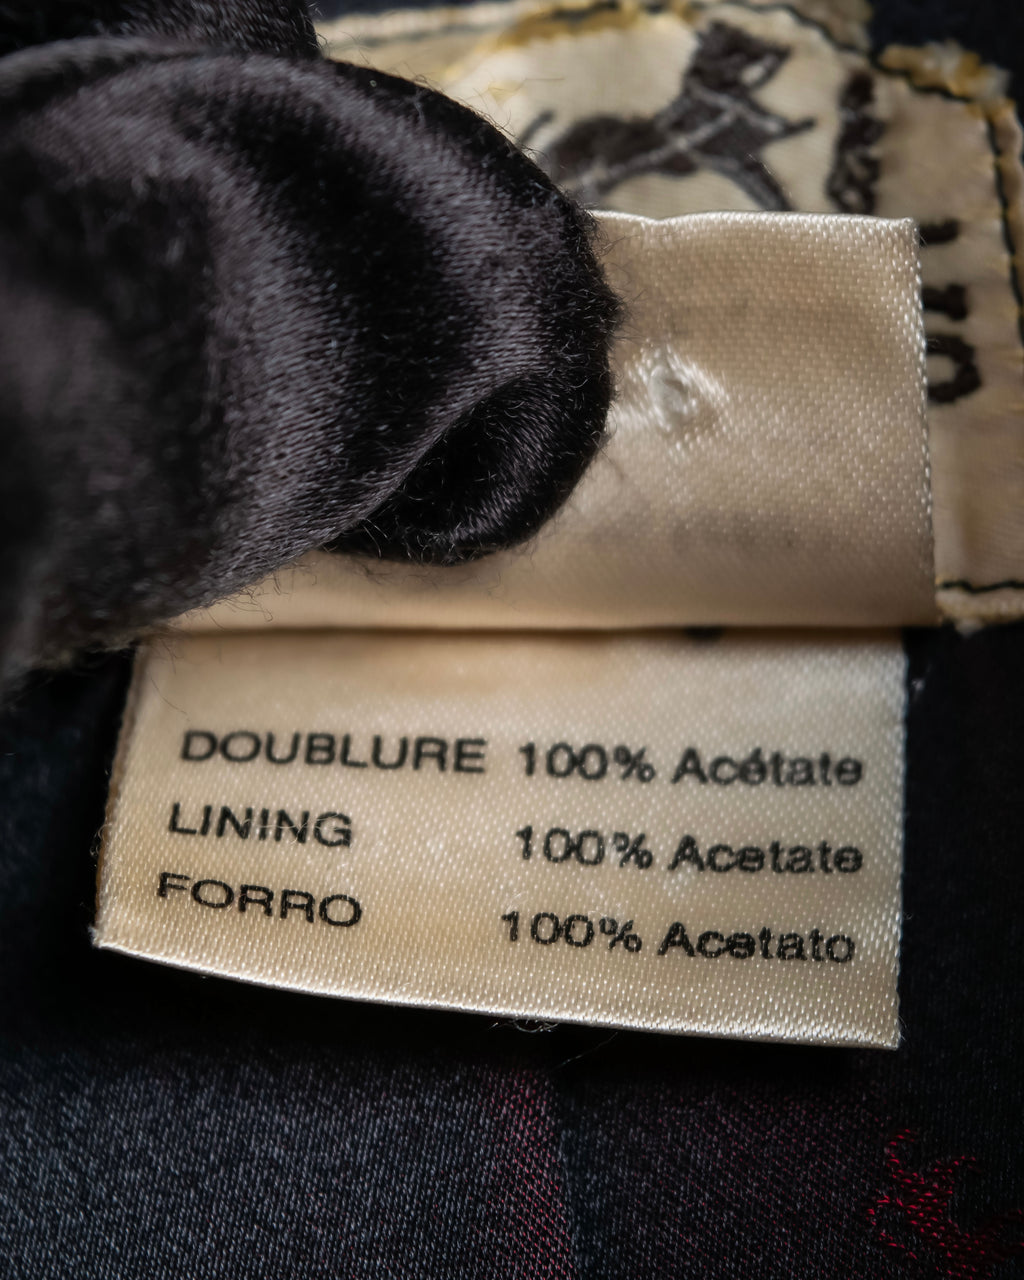 DOUBLURE 100% Acétate
LINING 100% Acetate
FORRO 100% Acetato